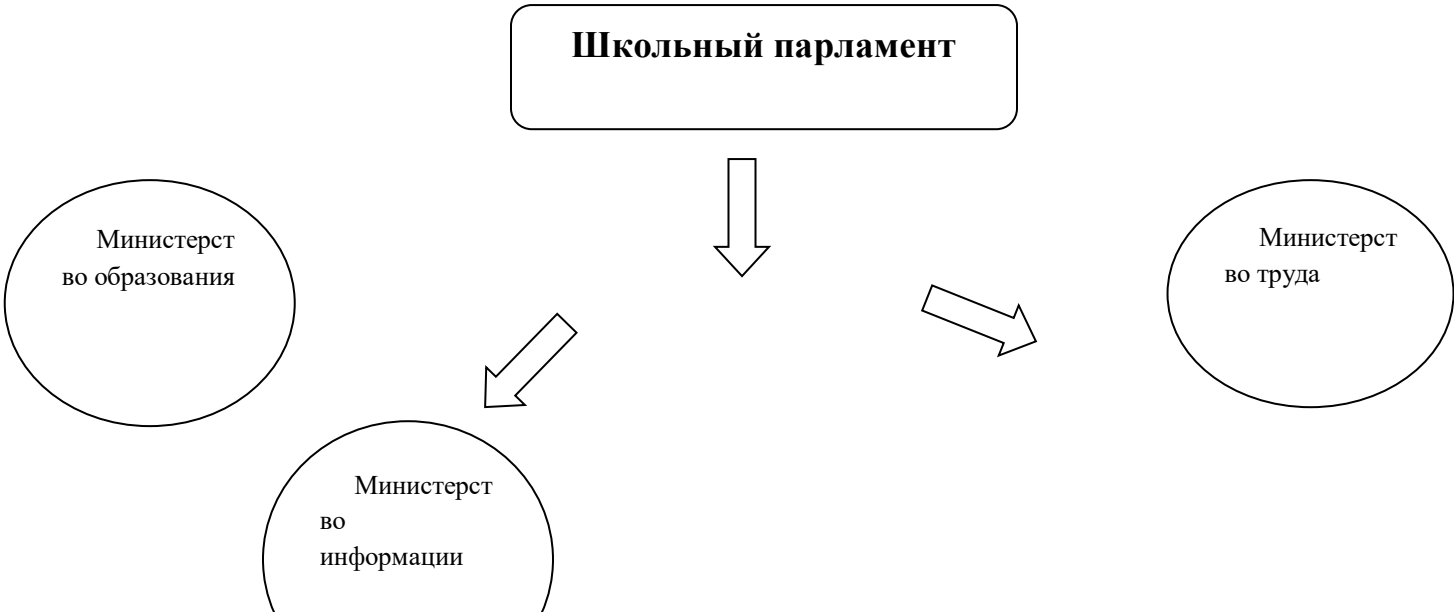 Школьный парламент
Министерст
во образования
Министерст
во труда
Министерст
во
информации